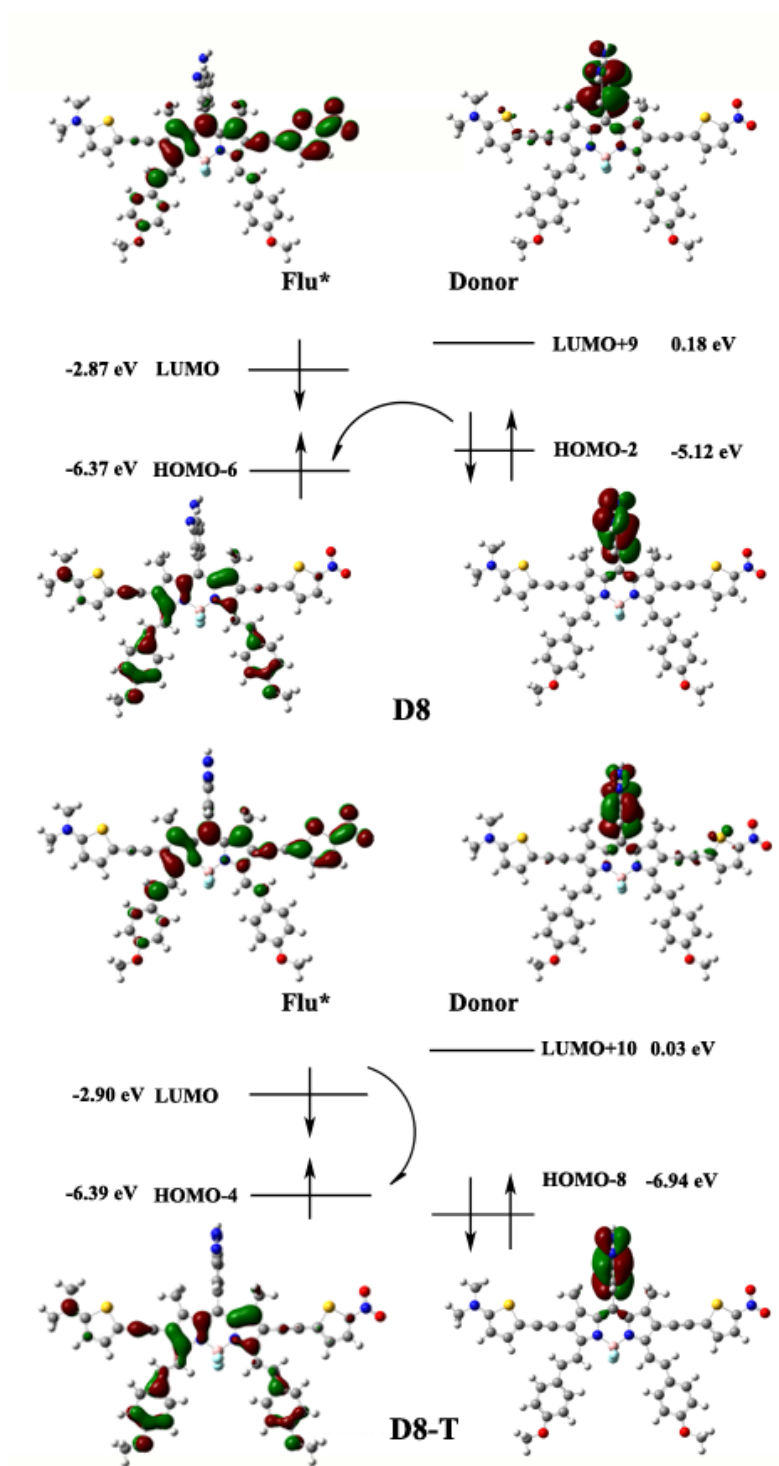 Flu* Donor
LUMO+9 0.18 eV
-2.87 eV LUMO
HOMO-2 -5.12 eV
-6.37 eV HOMO-6
D8
Flu* Donor
LUMO+10 0.03 eV
-2.90 eV LUMO
HOMO-8 -6.94 eV
-6.39 eV HOMO-4
D8-T